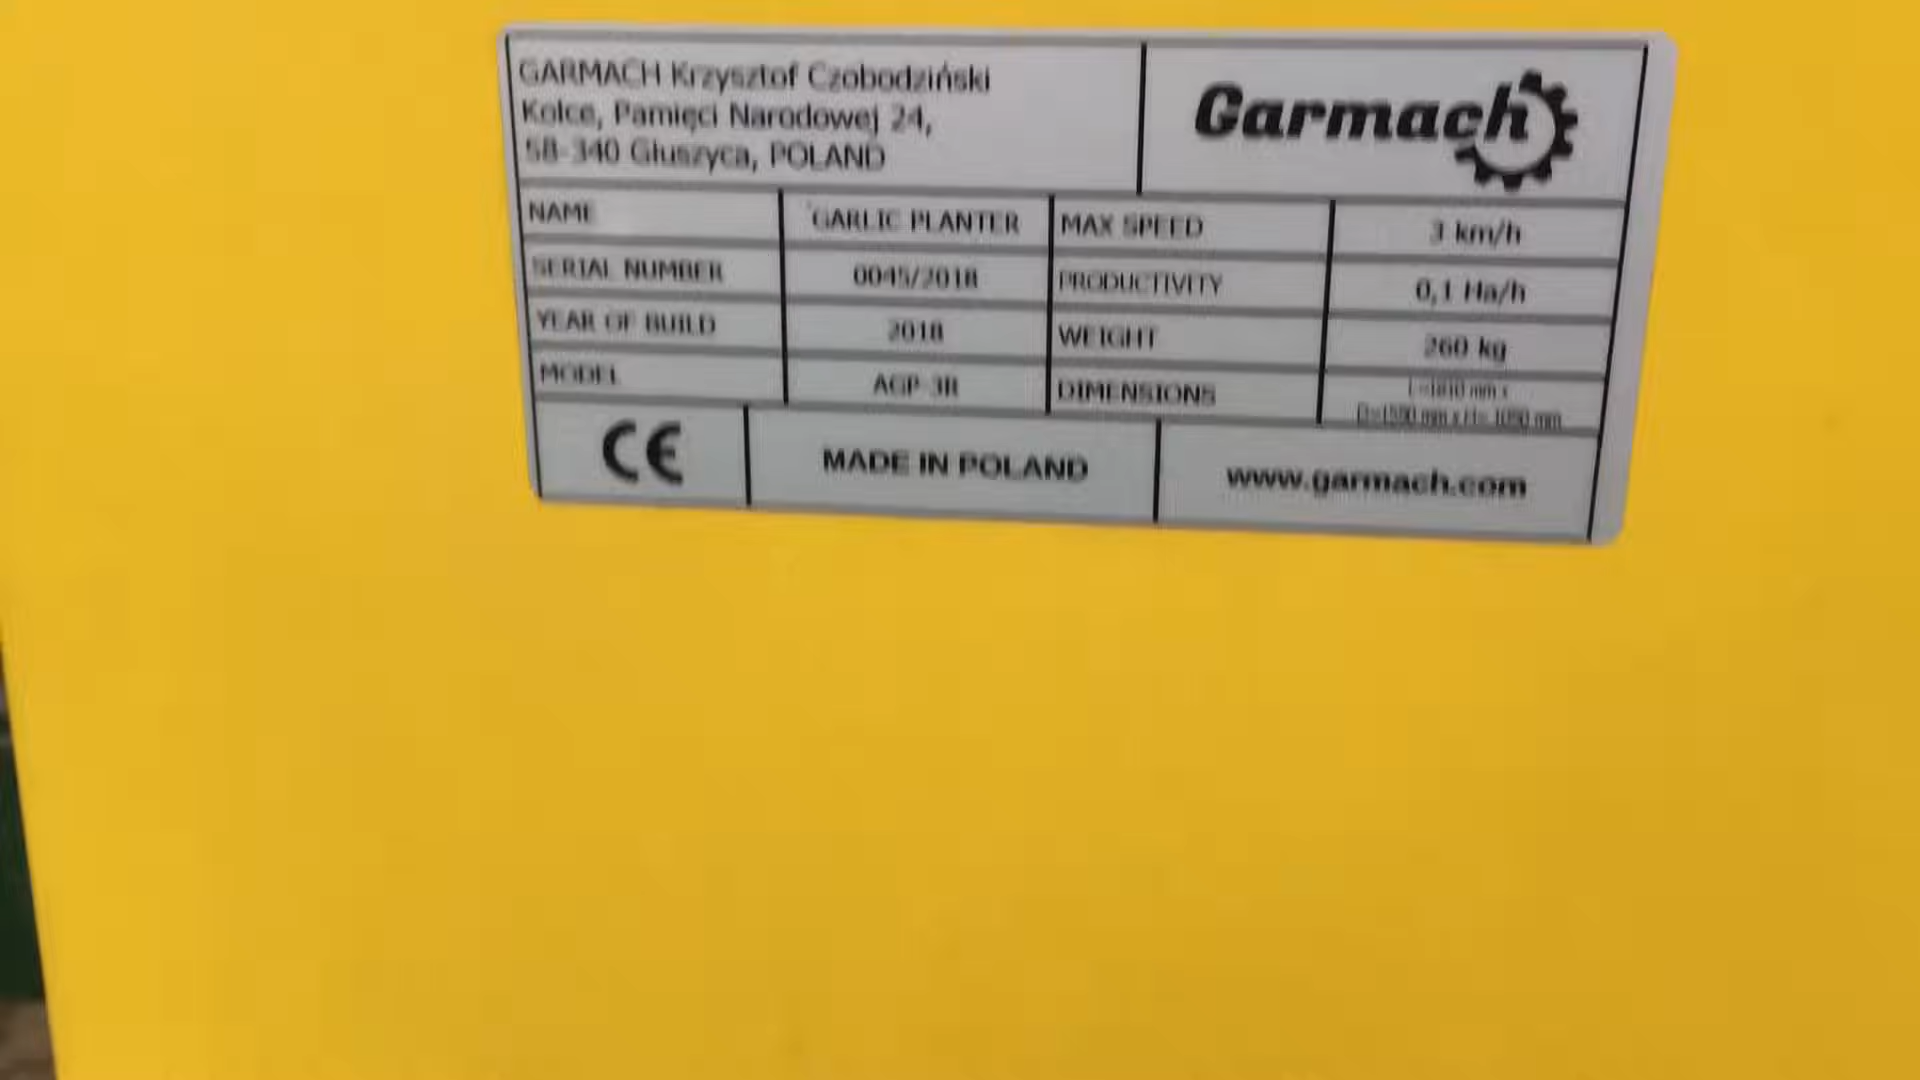 GARMACH Krzysztof Czobodziński
Kolce, Pamięci Narodowej 24,
58-340 Głuszyca, POLAND
Garmach
NAME GARLIC PLANTER MAX SPEED 3 km/h
SERIAL NUMBER 0045/2018 PRODUCTIVITY 0,1 Ha/h
YEAR OF BUILD 2018 WEIGHT 260 kg
MODEL AGP-3R DIMENSIONS
CE MADE IN POLAND www.garmach.com